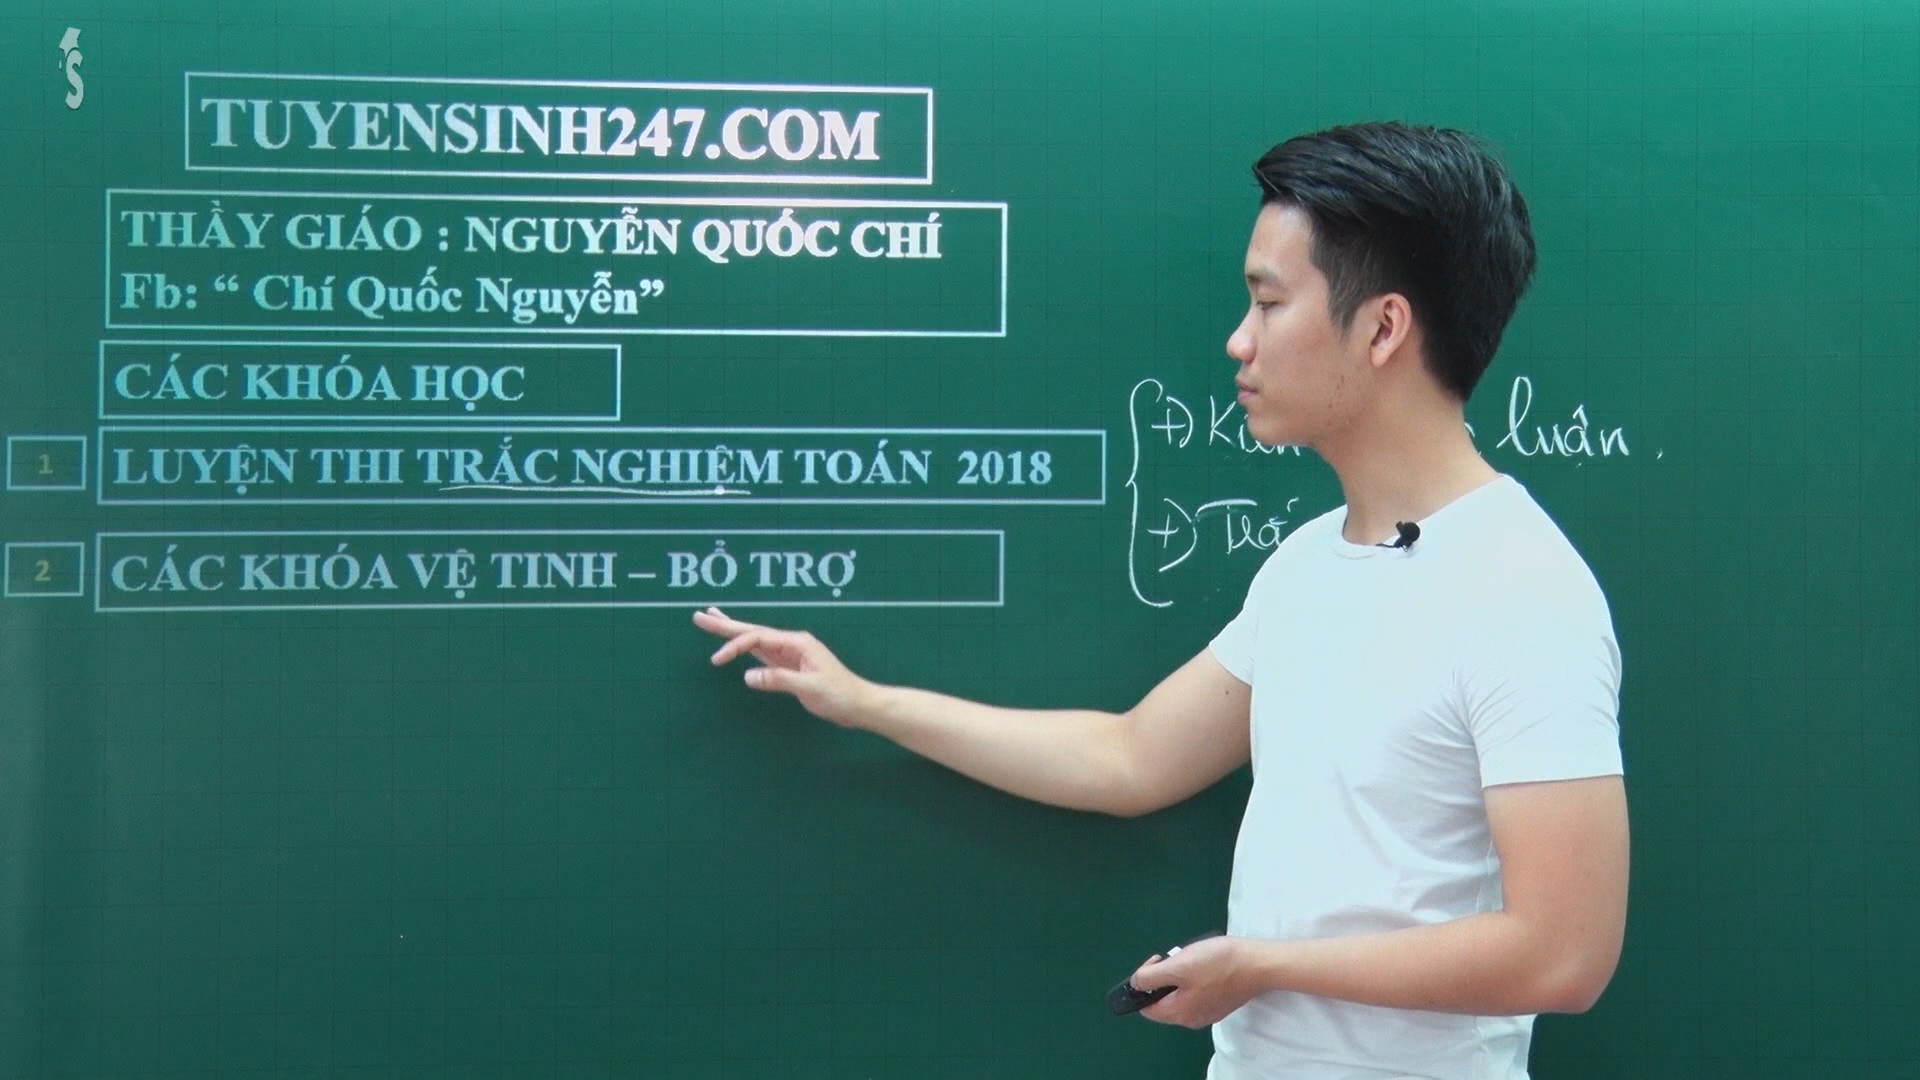 TUYENSINH247.COM
THẦY GIÁO : NGUYỄN QUỐC CHÍ
Fb: “ Chí Quốc Nguyễn”
CÁC KHÓA HỌC
1 LUYỆN THI TRẮC NGHIỆM TOÁN 2018
2 CÁC KHÓA VỆ TINH – BỔ TRỢ
+) luận.
+)
S